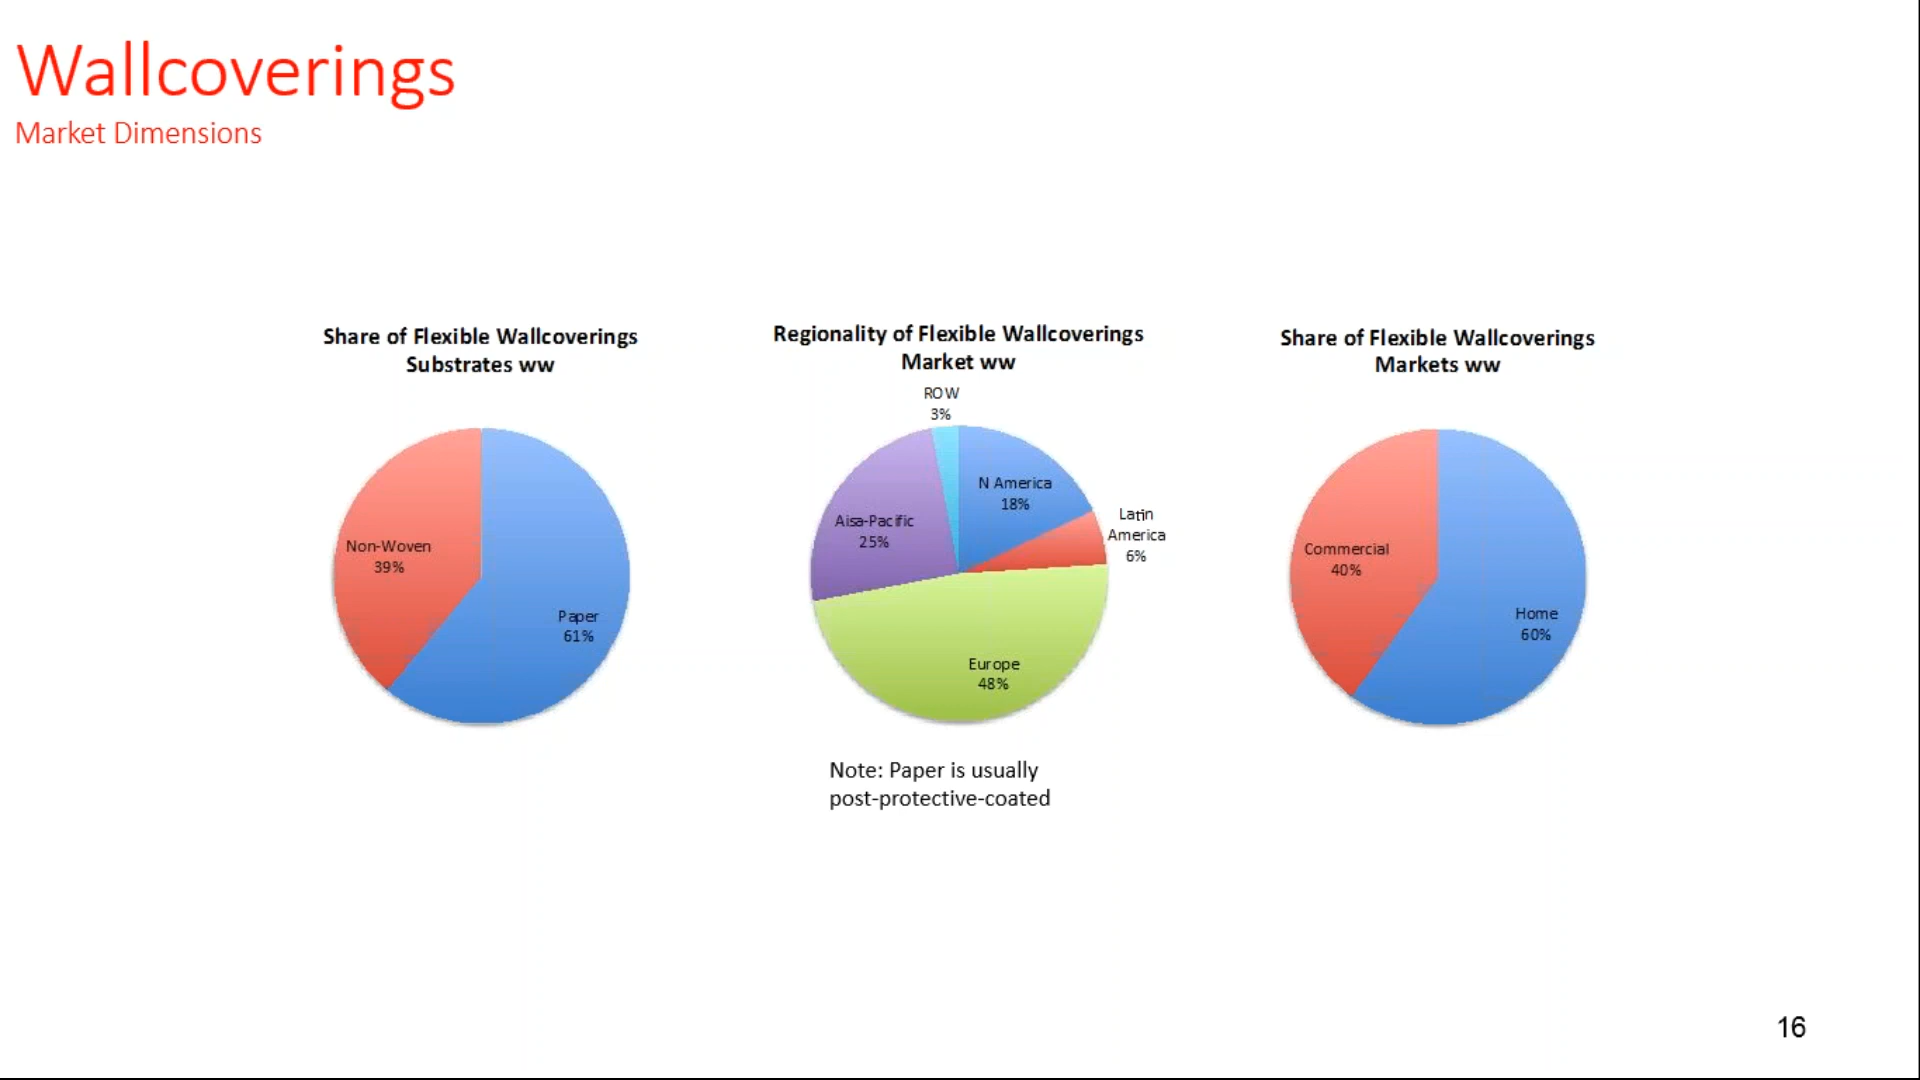 Wallcoverings
Market Dimensions
Share of Flexible Wallcoverings
Substrates ww
Non-Woven
39%
Paper
61%
Regionality of Flexible Wallcoverings
Market ww
ROW
3%
N America
18%
Latin
America
6%
Aisa-Pacific
25%
Europe
48%
Note: Paper is usually
post-protective-coated
Share of Flexible Wallcoverings
Markets ww
Commercial
40%
Home
60%
16